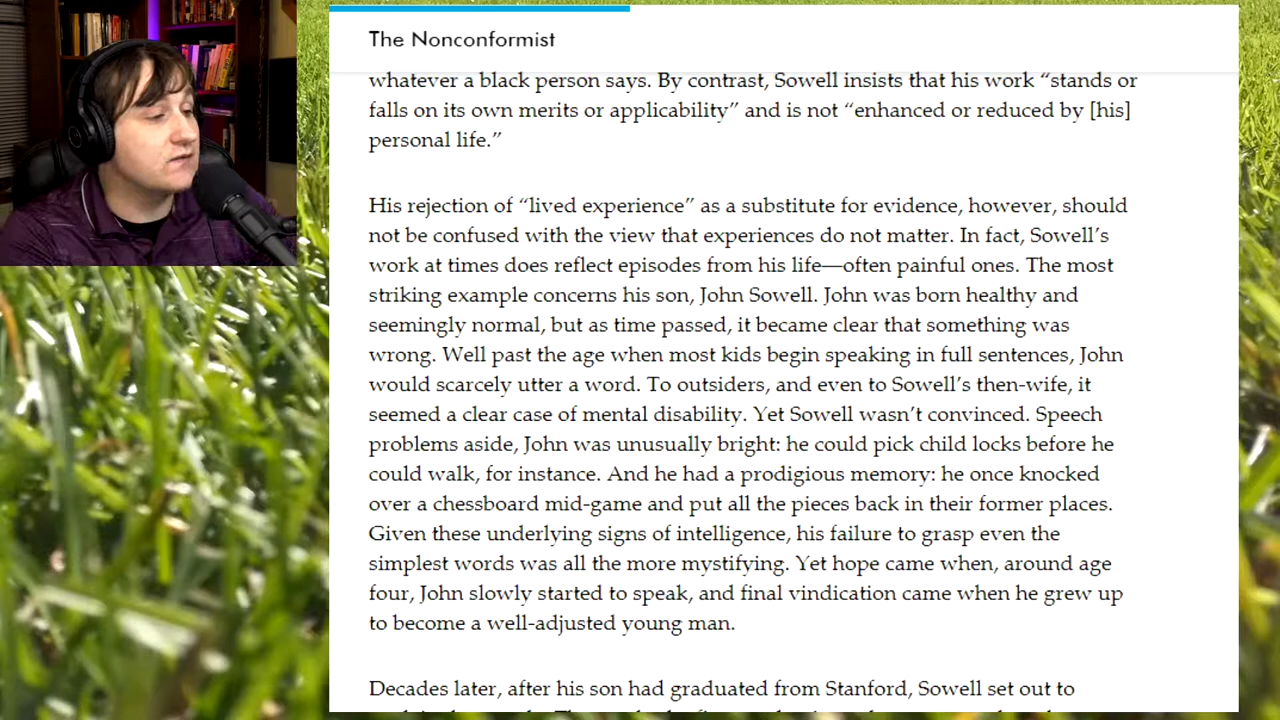 The Nonconformist
whatever a black person says. By contrast, Sowell insists that his work “stands or
falls on its own merits or applicability” and is not “enhanced or reduced by [his]
personal life.”
His rejection of “lived experience” as a substitute for evidence, however, should
not be confused with the view that experiences do not matter. In fact, Sowell’s
work at times does reflect episodes from his life—often painful ones. The most
striking example concerns his son, John Sowell. John was born healthy and
seemingly normal, but as time passed, it became clear that something was
wrong. Well past the age when most kids begin speaking in full sentences, John
would scarcely utter a word. To outsiders, and even to Sowell’s then-wife, it
seemed a clear case of mental disability. Yet Sowell wasn’t convinced. Speech
problems aside, John was unusually bright: he could pick child locks before he
could walk, for instance. And he had a prodigious memory: he once knocked
over a chessboard mid-game and put all the pieces back in their former places.
Given these underlying signs of intelligence, his failure to grasp even the
simplest words was all the more mystifying. Yet hope came when, around age
four, John slowly started to speak, and final vindication came when he grew up
to become a well-adjusted young man.
Decades later, after his son had graduated from Stanford, Sowell set out to